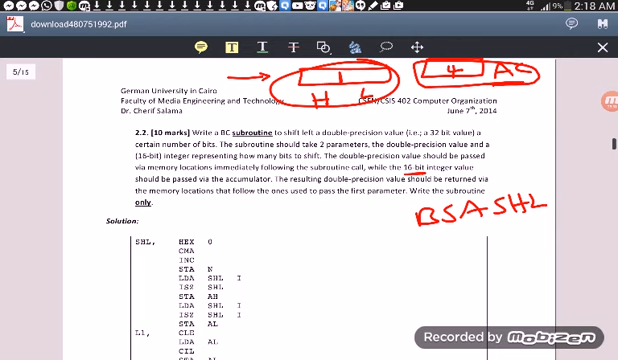 9% 2:18 AM
download480751992.pdf
5/15
1
4 AC
H L
German University in Cairo
Faculty of Media Engineering and Technology
CSEN/CSIS 402 Computer Organization
Dr. Cherif Salama
June 7th, 2014
2.2. [10 marks] Write a BC subroutine to shift left a double-precision value (i.e.; a 32 bit value) a
certain number of bits. The subroutine should take 2 parameters, the double-precision value and a
(16-bit) integer representing how many bits to shift. The double-precision value should be passed
via memory locations immediately following the subroutine call, while the 16-bit integer value
should be passed via the accumulator. The resulting double-precision value should be returned via
the memory locations that follow the ones used to pass the first parameter. Write the subroutine
only.
BSA SHL
Solution:
SHL, HEX 0
CMA
INC
STA N
LDA SHL I
ISZ SHL
STA AH
LDA SHL I
ISZ SHL
STA AL
L1, CLE
LDA AL
CIL
STA AL
Recorded by mobizen